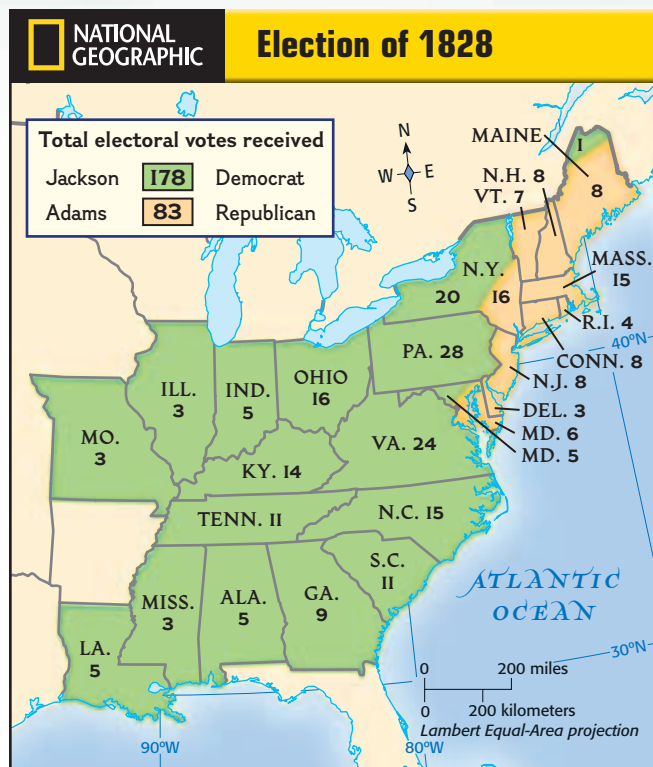 NATIONAL
GEOGRAPHIC
Election of 1828
Total electoral votes received
Jackson 178 Democrat
Adams 83 Republican
N
W E
S
MAINE
1
8
N.H. 8
VT. 7
MASS.
15
N.Y.
20
16
R.I. 4
40°N
CONN. 8
PA. 28
N.J. 8
OHIO
16
ILL.
3
IND.
5
DEL. 3
MD. 6
MD. 5
MO.
3
VA. 24
KY. 14
N.C. 15
TENN. 11
S.C.
11
ATLANTIC
OCEAN
MISS.
3
ALA.
5
GA.
9
LA.
5
30°N
0 200 miles
0 200 kilometers
Lambert Equal-Area projection
90°W
80°W